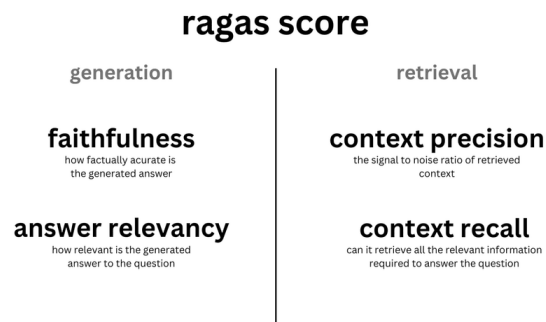 ragas score
generation
faithfulness
how factually acurate is
the generated answer
answer relevancy
how relevant is the generated
answer to the question
retrieval
context precision
the signal to noise ratio of retrieved
context
context recall
can it retrieve all the relevant information
required to answer the question